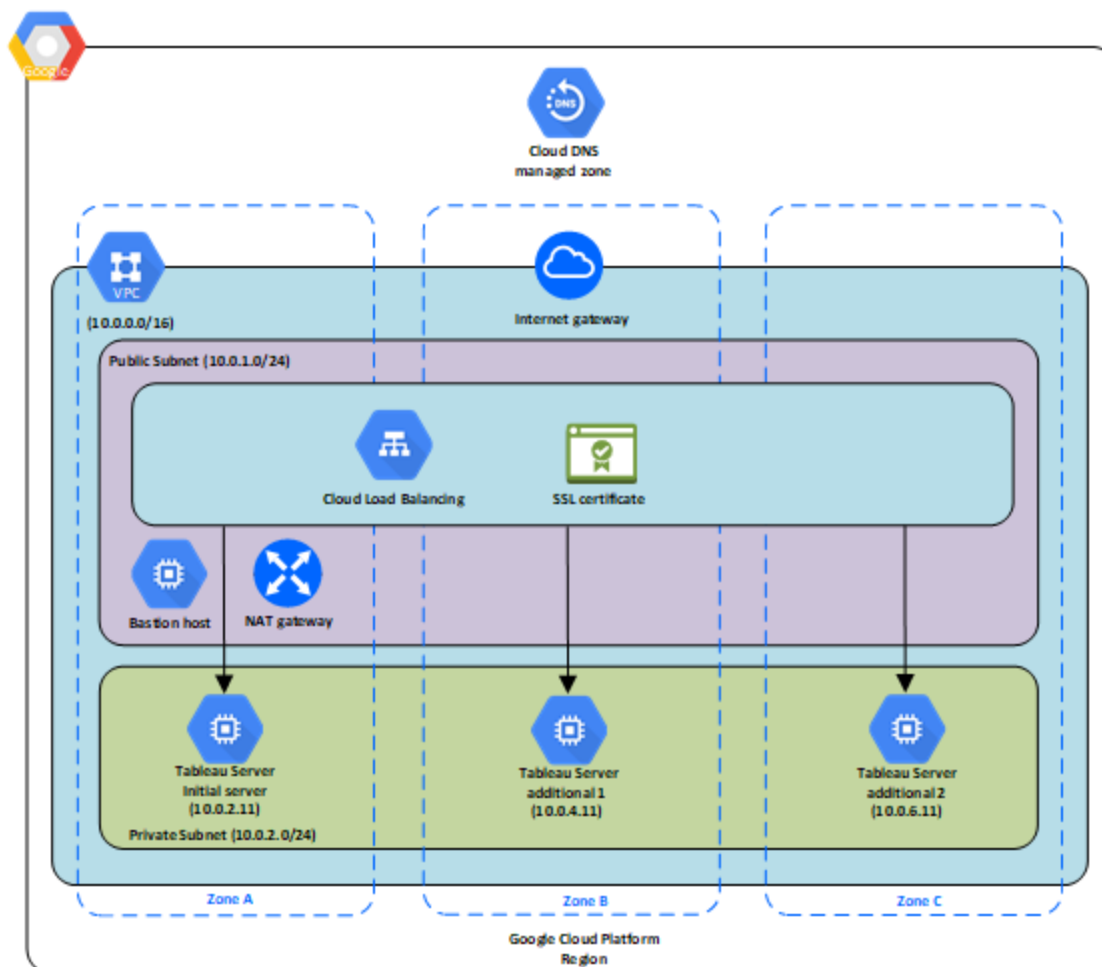 Google
DNS
Cloud DNS
managed zone
VPC
(10.0.0.0/16)
Internet gateway
Public Subnet (10.0.1.0/24)
Cloud Load Balancing
SSL certificate
Bastion host
NAT gateway
Tableau Server
Initial server
(10.0.2.11)
Tableau Server
additional 1
(10.0.4.11)
Tableau Server
additional 2
(10.0.6.11)
Private Subnet (10.0.2.0/24)
Zone A
Zone B
Zone C
Google Cloud Platform
Region